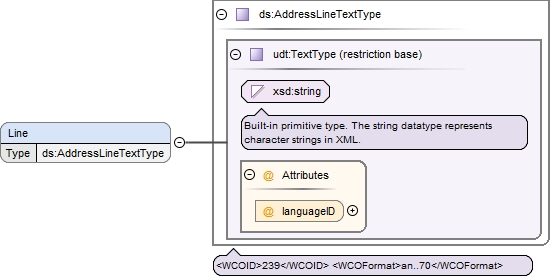 ds:AddressLineTextType
udt:TextType (restriction base)
xsd:string
Built-in primitive type. The string datatype represents
character strings in XML.
Line
Type ds:AddressLineTextType
@ Attributes
@ languageID
<WCOID>239</WCOID> <WCOFormat>an..70</WCOFormat>